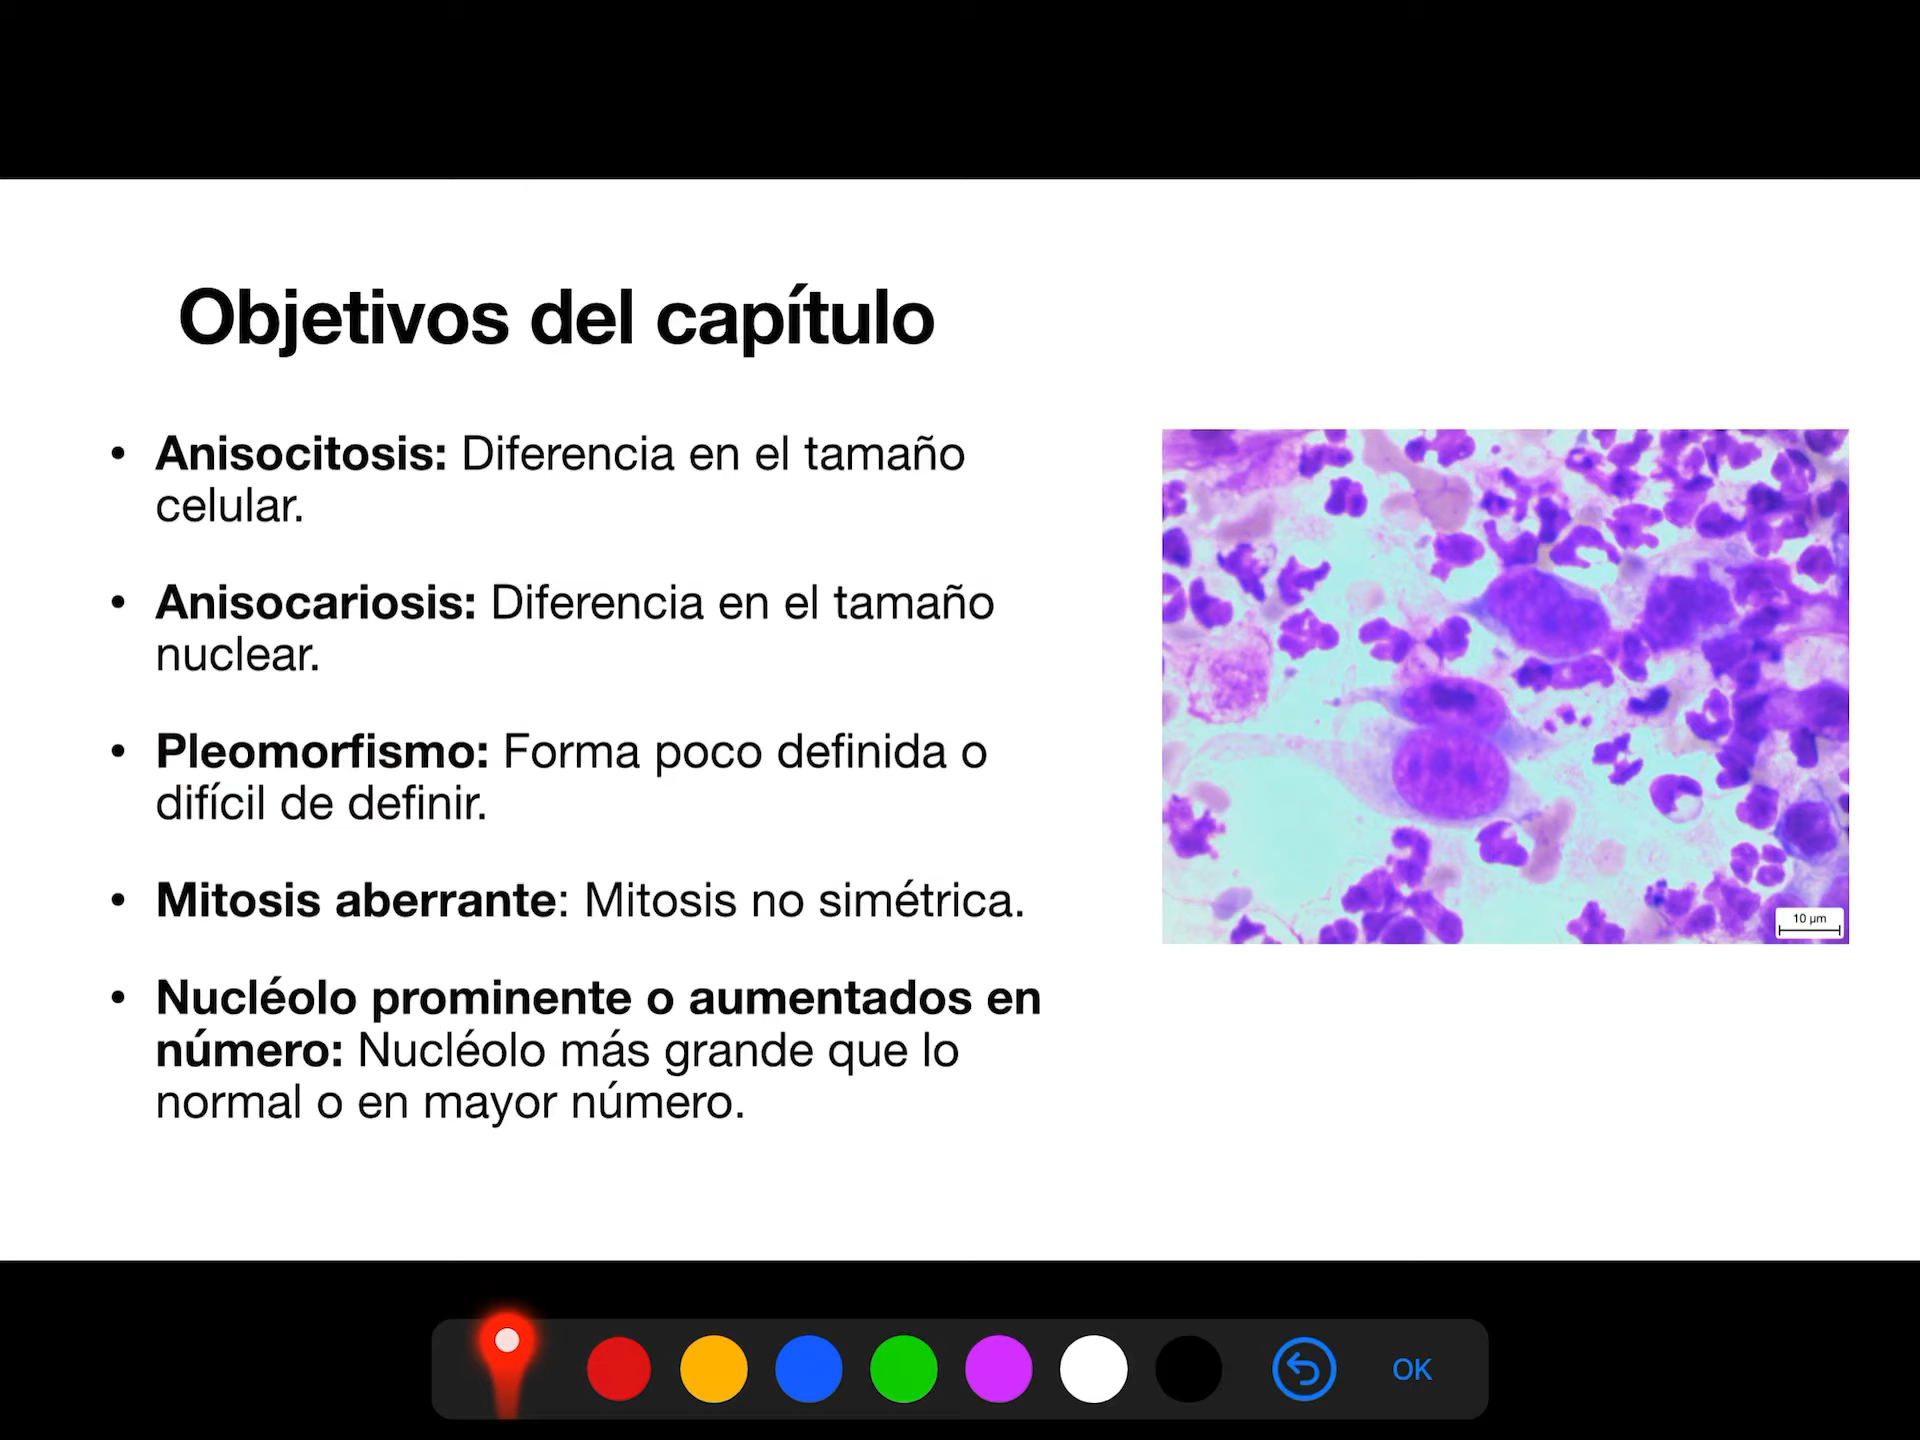 Objetivos del capítulo
• Anisocitosis: Diferencia en el tamaño
celular.
• Anisocariosis: Diferencia en el tamaño
nuclear.
• Pleomorfismo: Forma poco definida o
difícil de definir.
• Mitosis aberrante: Mitosis no simétrica.
• Nucléolo prominente o aumentados en
número: Nucléolo más grande que lo
normal o en mayor número.
10 µm
OK